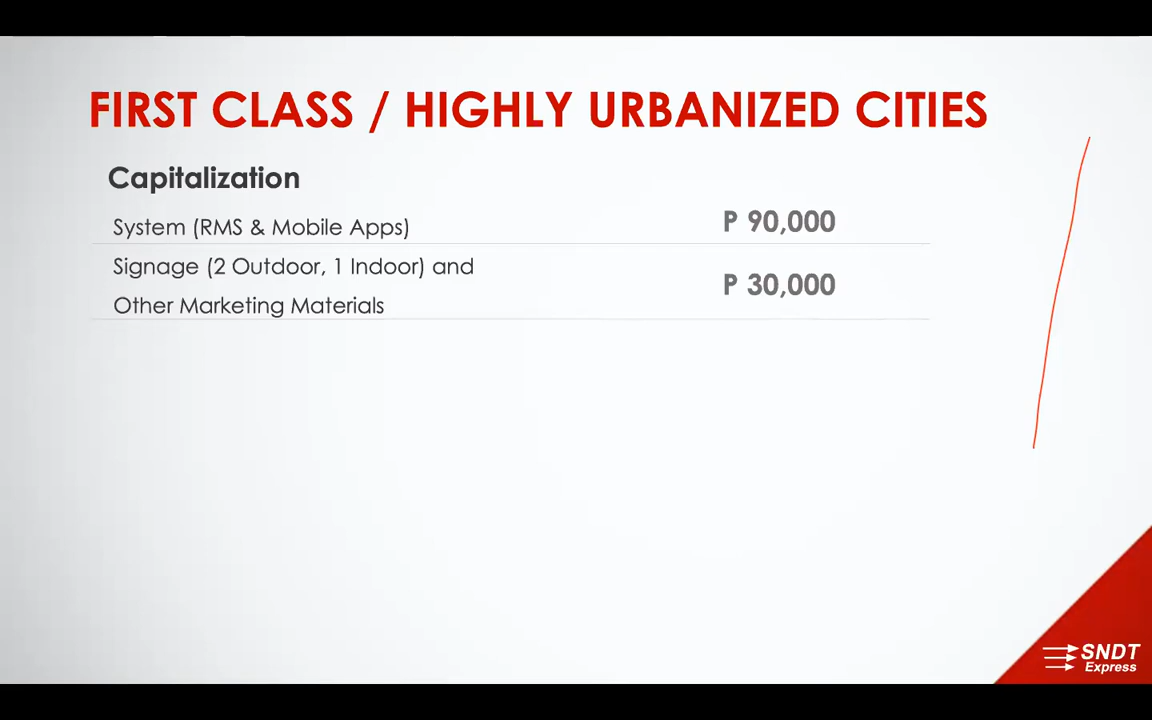 FIRST CLASS / HIGHLY URBANIZED CITIES
Capitalization
System (RMS & Mobile Apps) P 90,000
Signage (2 Outdoor, 1 Indoor) and
Other Marketing Materials P 30,000
SNDT
Express